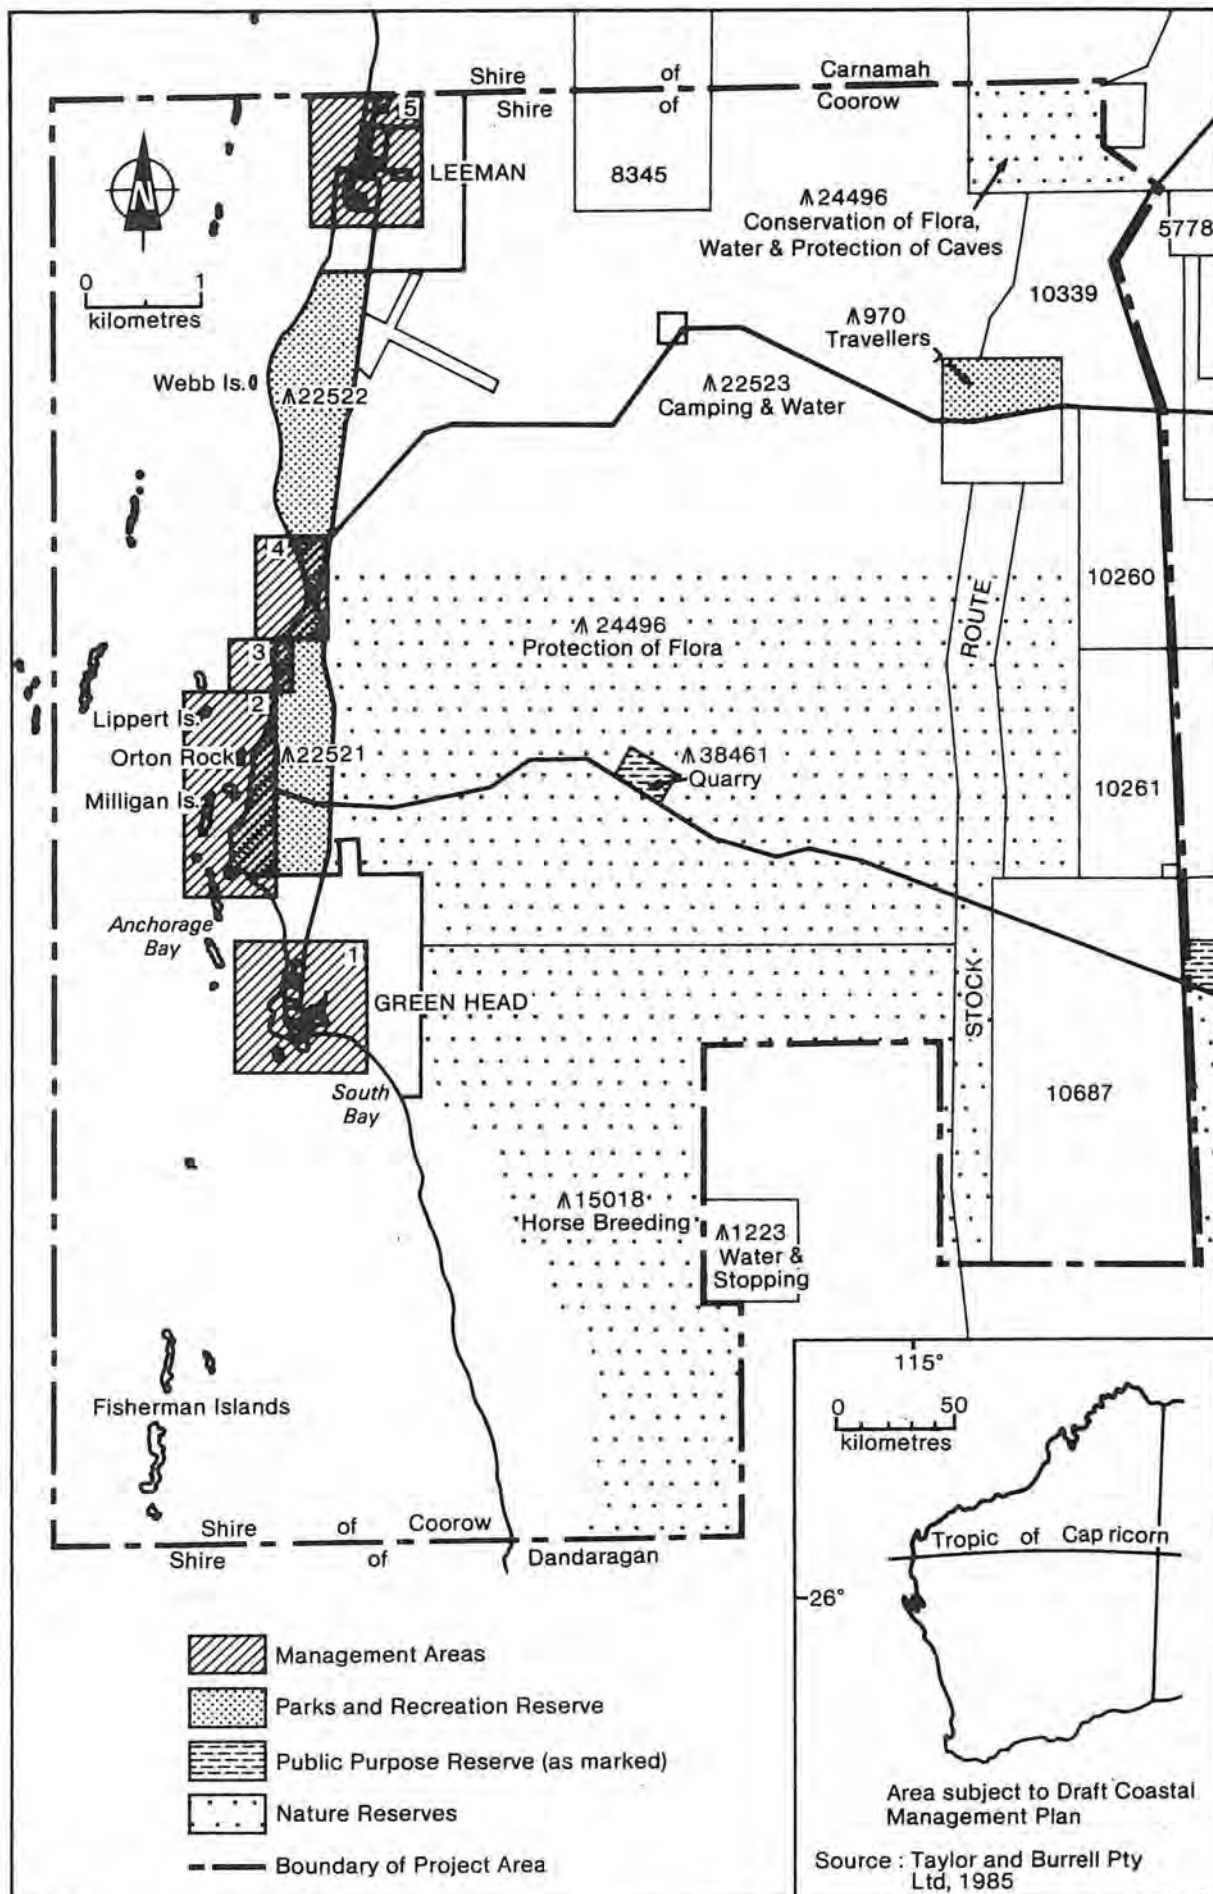 Shire of Carnamah
Shire of Coorow
5
LEEMAN
8345
⩚24496
Conservation of Flora,
Water & Protection of Caves
5778
N
0 1
kilometres
10339
⩚970
Travellers
Webb Is.
⩚22522
⩚22523
Camping & Water
4
10260
ROUTE
⩚24496
Protection of Flora
3
2
Lippert Is.
Orton Rock
⩚22521
⩚38461
Quarry
Milligan Is.
10261
Anchorage
Bay
1
GREEN HEAD
STOCK
South
Bay
10687
⩚15018
Horse Breeding
⩚1223
Water &
Stopping
Fisherman Islands
Shire of Coorow
Shire of Dandaragan
115°
0 50
kilometres
Tropic of Capricorn
26°
Management Areas
Parks and Recreation Reserve
Public Purpose Reserve (as marked)
Nature Reserves
Boundary of Project Area
Area subject to Draft Coastal
Management Plan
Source : Taylor and Burrell Pty
Ltd, 1985